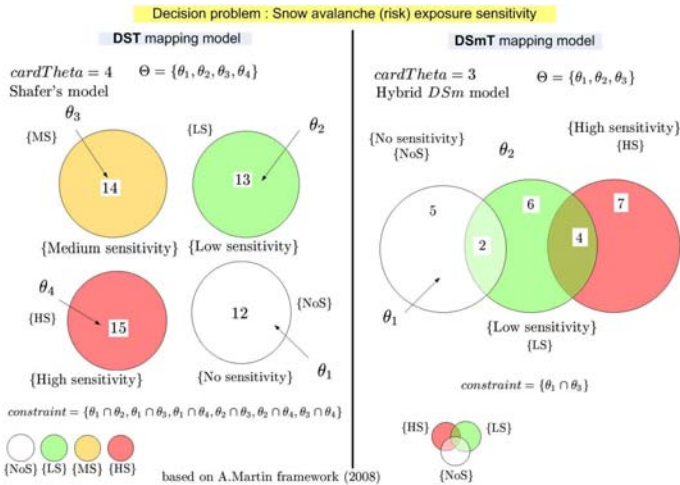 Decision problem : Snow avalanche (risk) exposure sensitivity
DST mapping model
cardTheta = 4
Θ = {θ₁, θ₂, θ₃, θ₄}
Shafer's model
θ₃
{MS}
14
{Medium sensitivity}
{LS}
θ₂
13
{Low sensitivity}
θ₄
{HS}
15
{High sensitivity}
12
{NoS}
θ₁
{No sensitivity}
constraint = {θ₁ ∩ θ₂, θ₁ ∩ θ₃, θ₁ ∩ θ₄, θ₂ ∩ θ₃, θ₂ ∩ θ₄, θ₃ ∩ θ₄}
{NoS} {LS} {MS} {HS}
based on A.Martin framework (2008)
DSmT mapping model
cardTheta = 3
Θ = {θ₁, θ₂, θ₃}
Hybrid DSm model
{No sensitivity}
{NoS}
θ₂
{High sensitivity}
{HS}
5
2
6
4
7
θ₁
{Low sensitivity}
{LS}
constraint = {θ₁ ∩ θ₃}
{HS}
{LS}
{NoS}